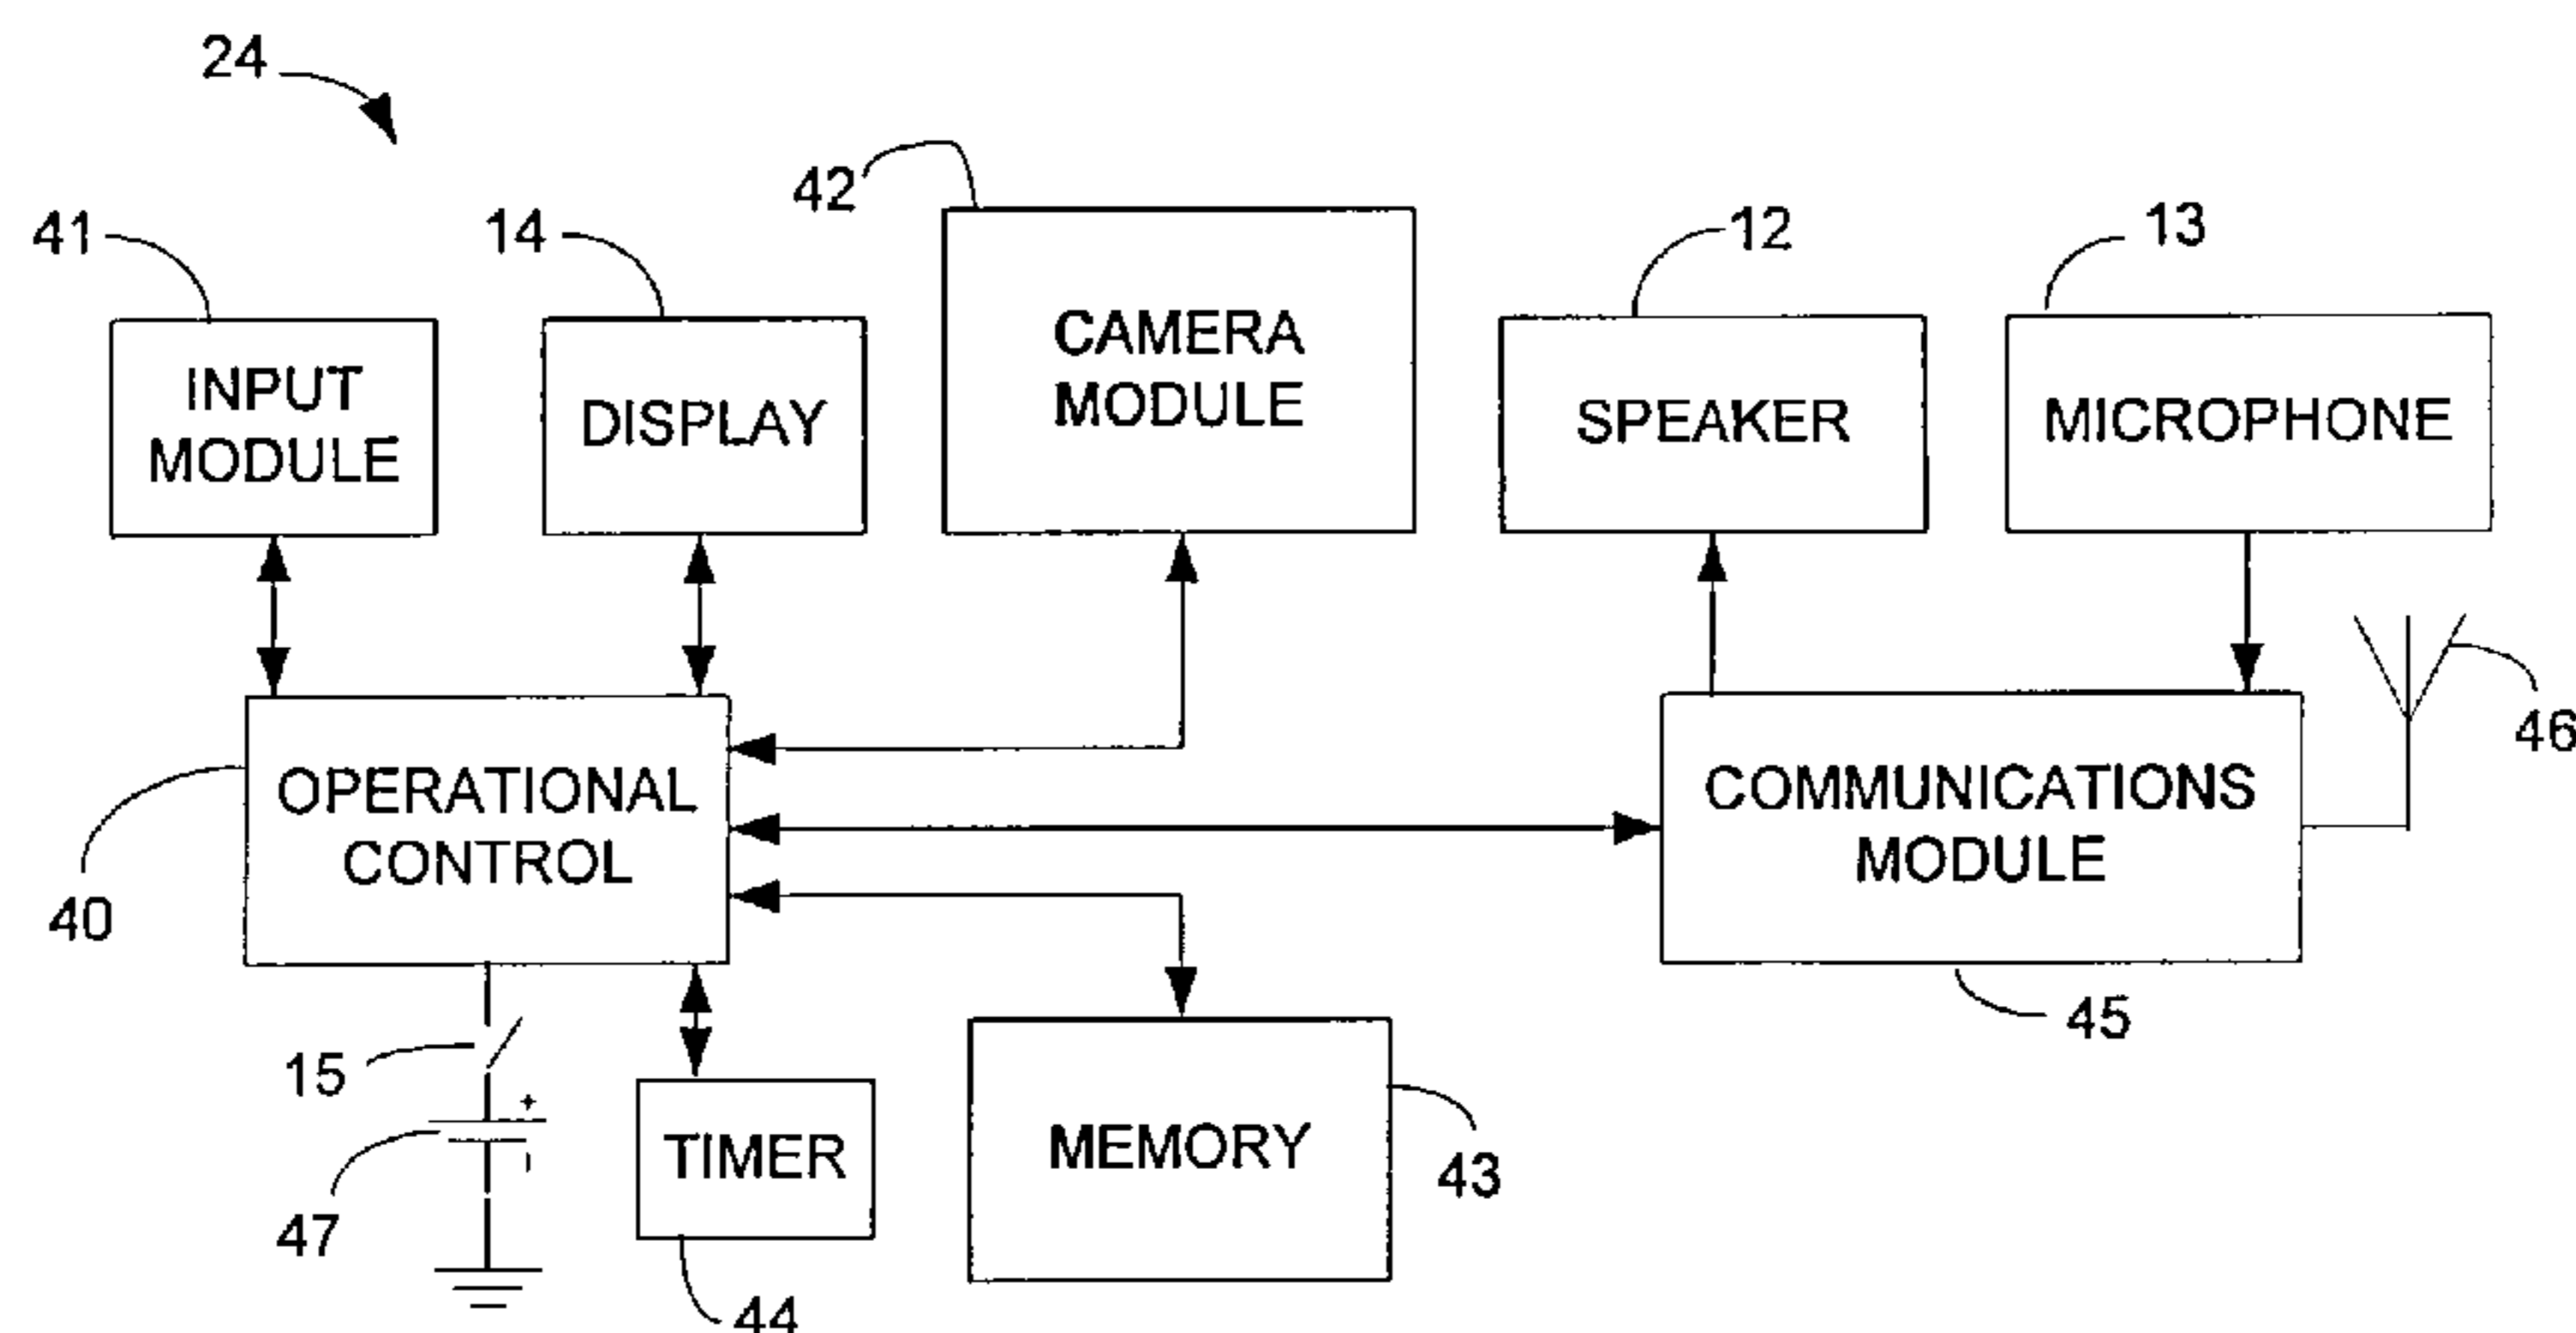 24
42
41
14
12
13
INPUT
MODULE
DISPLAY
CAMERA
MODULE
SPEAKER
MICROPHONE
46
OPERATIONAL
CONTROL
COMMUNICATIONS
MODULE
40
45
15
+
TIMER
MEMORY
43
47
44